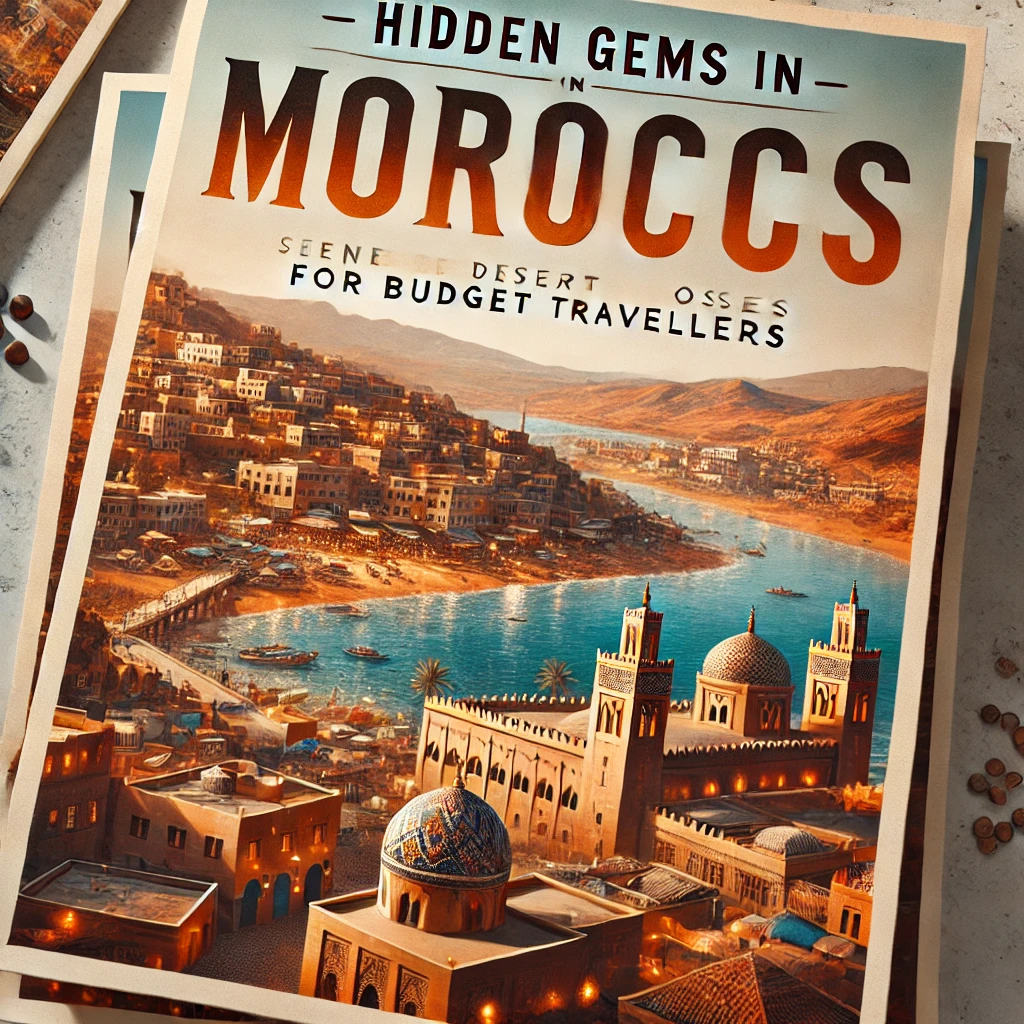 HIDDEN GEMS IN
IN
MOROCCS
SEENE DESERT OSSES
FOR BUDGET TRAVELLERS